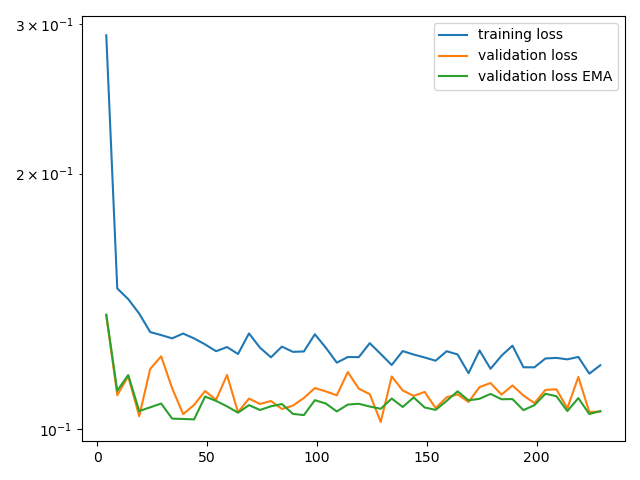 3 × 10⁻¹
2 × 10⁻¹
10⁻¹
0
50
100
150
200
training loss
validation loss
validation loss EMA